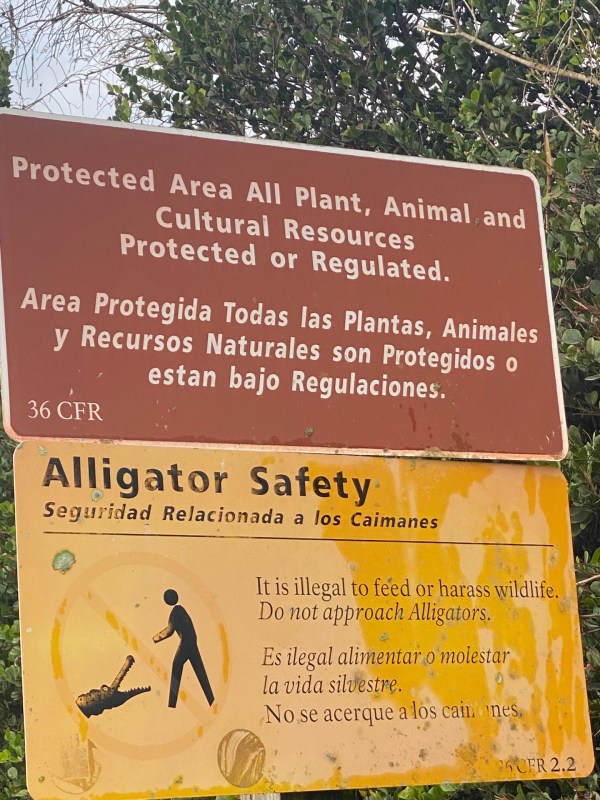 Protected Area All Plant, Animal and
Cultural Resources
Protected or Regulated.
Area Protegida Todas las Plantas, Animales
y Recursos Naturales son Protegidos o
estan bajo Regulaciones.
36 CFR
Alligator Safety
Seguridad Relacionada a los Caimanes
It is illegal to feed or harass wildlife.
Do not approach Alligators.
Es ilegal alimentar o molestar
la vida silvestre.
No se acerque a los caimanes.
36 CFR 2.2